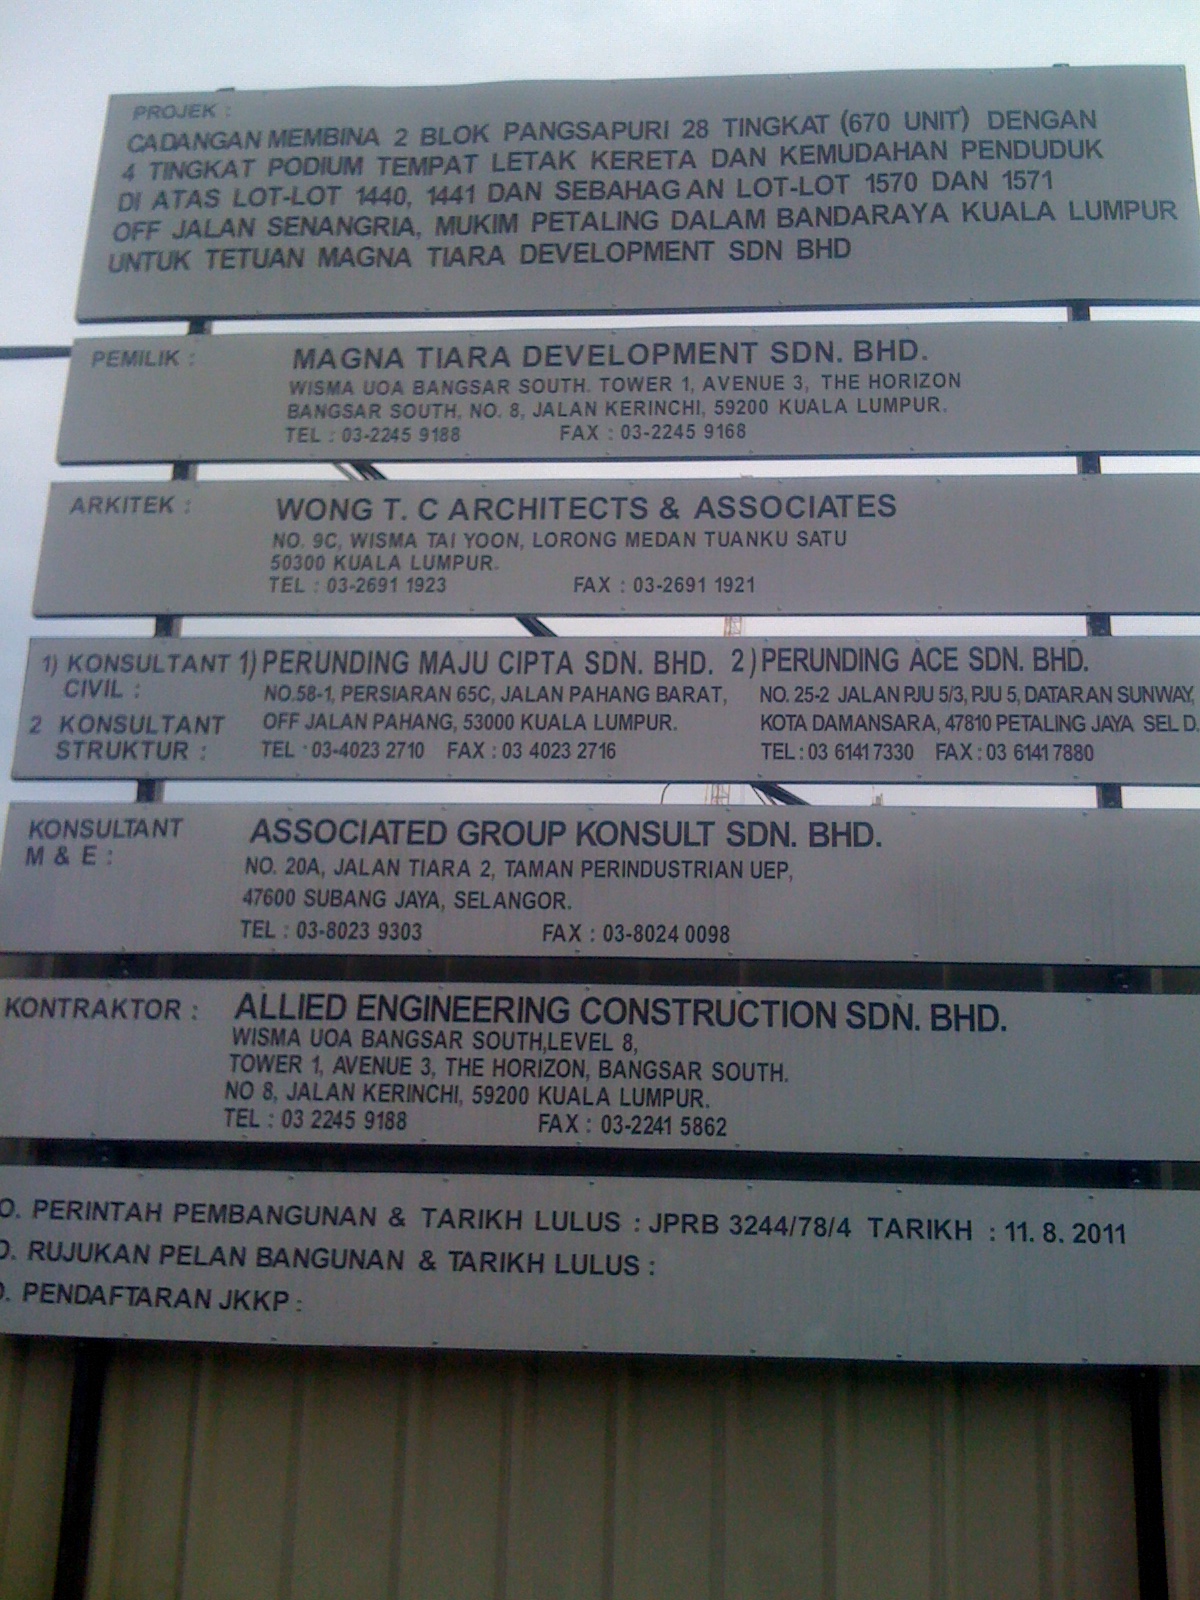 PROJEK :
CADANGAN MEMBINA 2 BLOK PANGSAPURI 28 TINGKAT (670 UNIT) DENGAN
4 TINGKAT PODIUM TEMPAT LETAK KERETA DAN KEMUDAHAN PENDUDUK
DI ATAS LOT-LOT 1440, 1441 DAN SEBAHAGAN LOT-LOT 1570 DAN 1571
OFF JALAN SENANGRIA, MUKIM PETALING DALAM BANDARAYA KUALA LUMPUR
UNTUK TETUAN MAGNA TIARA DEVELOPMENT SDN BHD
PEMILIK : MAGNA TIARA DEVELOPMENT SDN. BHD.
WISMA UOA BANGSAR SOUTH. TOWER 1, AVENUE 3, THE HORIZON
BANGSAR SOUTH, NO. 8, JALAN KERINCHI, 59200 KUALA LUMPUR.
TEL : 03-2245 9188 FAX : 03-2245 9168
ARKITEK : WONG T. C ARCHITECTS & ASSOCIATES
NO. 9C, WISMA TAI YOON, LORONG MEDAN TUANKU SATU
50300 KUALA LUMPUR.
TEL : 03-2691 1923 FAX : 03-2691 1921
1) KONSULTANT
CIVIL :
2 KONSULTANT
STRUKTUR :
1) PERUNDING MAJU CIPTA SDN. BHD.
NO.58-1, PERSIARAN 65C, JALAN PAHANG BARAT,
OFF JALAN PAHANG, 53000 KUALA LUMPUR.
TEL : 03-4023 2710 FAX : 03 4023 2716
2) PERUNDING ACE SDN. BHD.
NO. 25-2 JALAN PJU 5/3, PJU 5, DATARAN SUNWAY,
KOTA DAMANSARA, 47810 PETALING JAYA SEL D.
TEL : 03 6141 7330 FAX : 03 6141 7880
KONSULTANT
M & E :
ASSOCIATED GROUP KONSULT SDN. BHD.
NO. 20A, JALAN TIARA 2, TAMAN PERINDUSTRIAN UEP,
47600 SUBANG JAYA, SELANGOR.
TEL : 03-8023 9303 FAX : 03-8024 0098
KONTRAKTOR : ALLIED ENGINEERING CONSTRUCTION SDN. BHD.
WISMA UOA BANGSAR SOUTH,LEVEL 8,
TOWER 1, AVENUE 3, THE HORIZON, BANGSAR SOUTH.
NO 8, JALAN KERINCHI, 59200 KUALA LUMPUR.
TEL : 03 2245 9188 FAX : 03-2241 5862
O. PERINTAH PEMBANGUNAN & TARIKH LULUS : JPRB 3244/78/4 TARIKH : 11. 8. 2011
O. RUJUKAN PELAN BANGUNAN & TARIKH LULUS :
O. PENDAFTARAN JKKP :